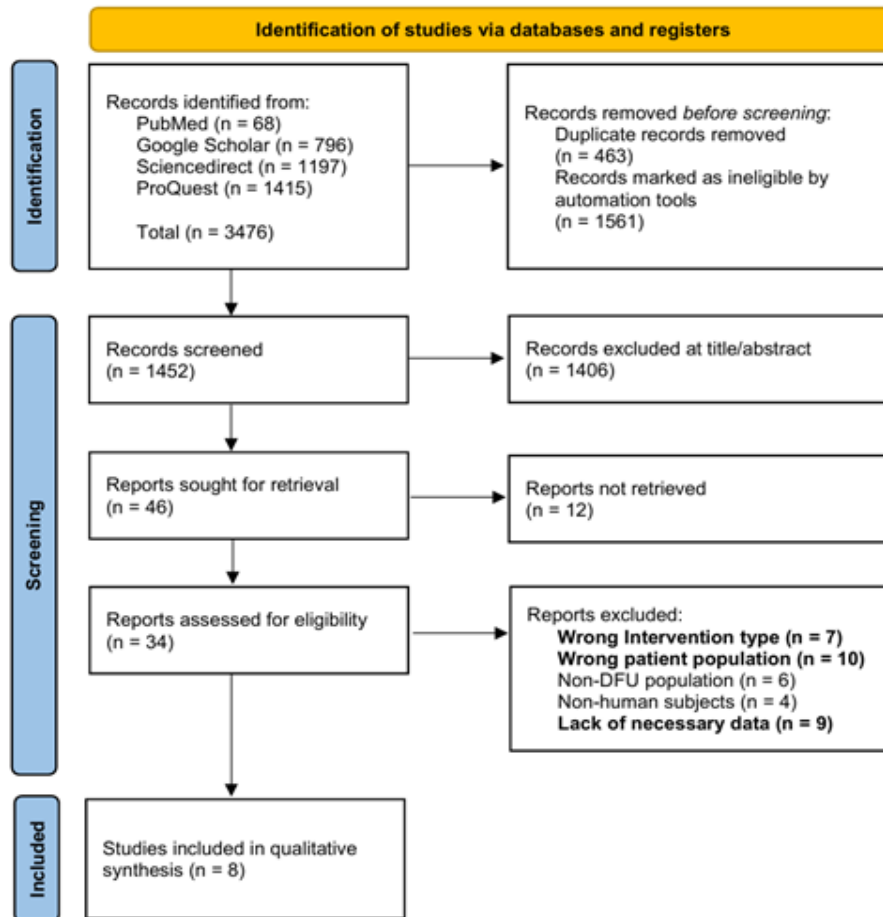 Identification of studies via databases and registers
Identification
Records identified from:
PubMed (n = 68)
Google Scholar (n = 796)
Sciencedirect (n = 1197)
ProQuest (n = 1415)
Total (n = 3476)
Records removed before screening:
Duplicate records removed
(n = 463)
Records marked as ineligible by
automation tools
(n = 1561)
Screening
Records screened
(n = 1452)
Records excluded at title/abstract
(n = 1406)
Reports sought for retrieval
(n = 46)
Reports not retrieved
(n = 12)
Reports assessed for eligibility
(n = 34)
Reports excluded:
Wrong Intervention type (n = 7)
Wrong patient population (n = 10)
Non-DFU population (n = 6)
Non-human subjects (n = 4)
Lack of necessary data (n = 9)
Included
Studies included in qualitative
synthesis (n = 8)